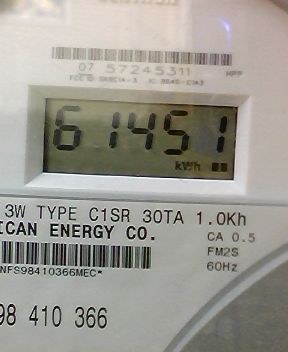 07 57245311 HPP
61451
kWh
3W TYPE C1SR 30TA 1.0Kh
ICAN ENERGY CO.
CA 0.5
FM2S
60Hz
NFS98410366MEC*
98 410 366